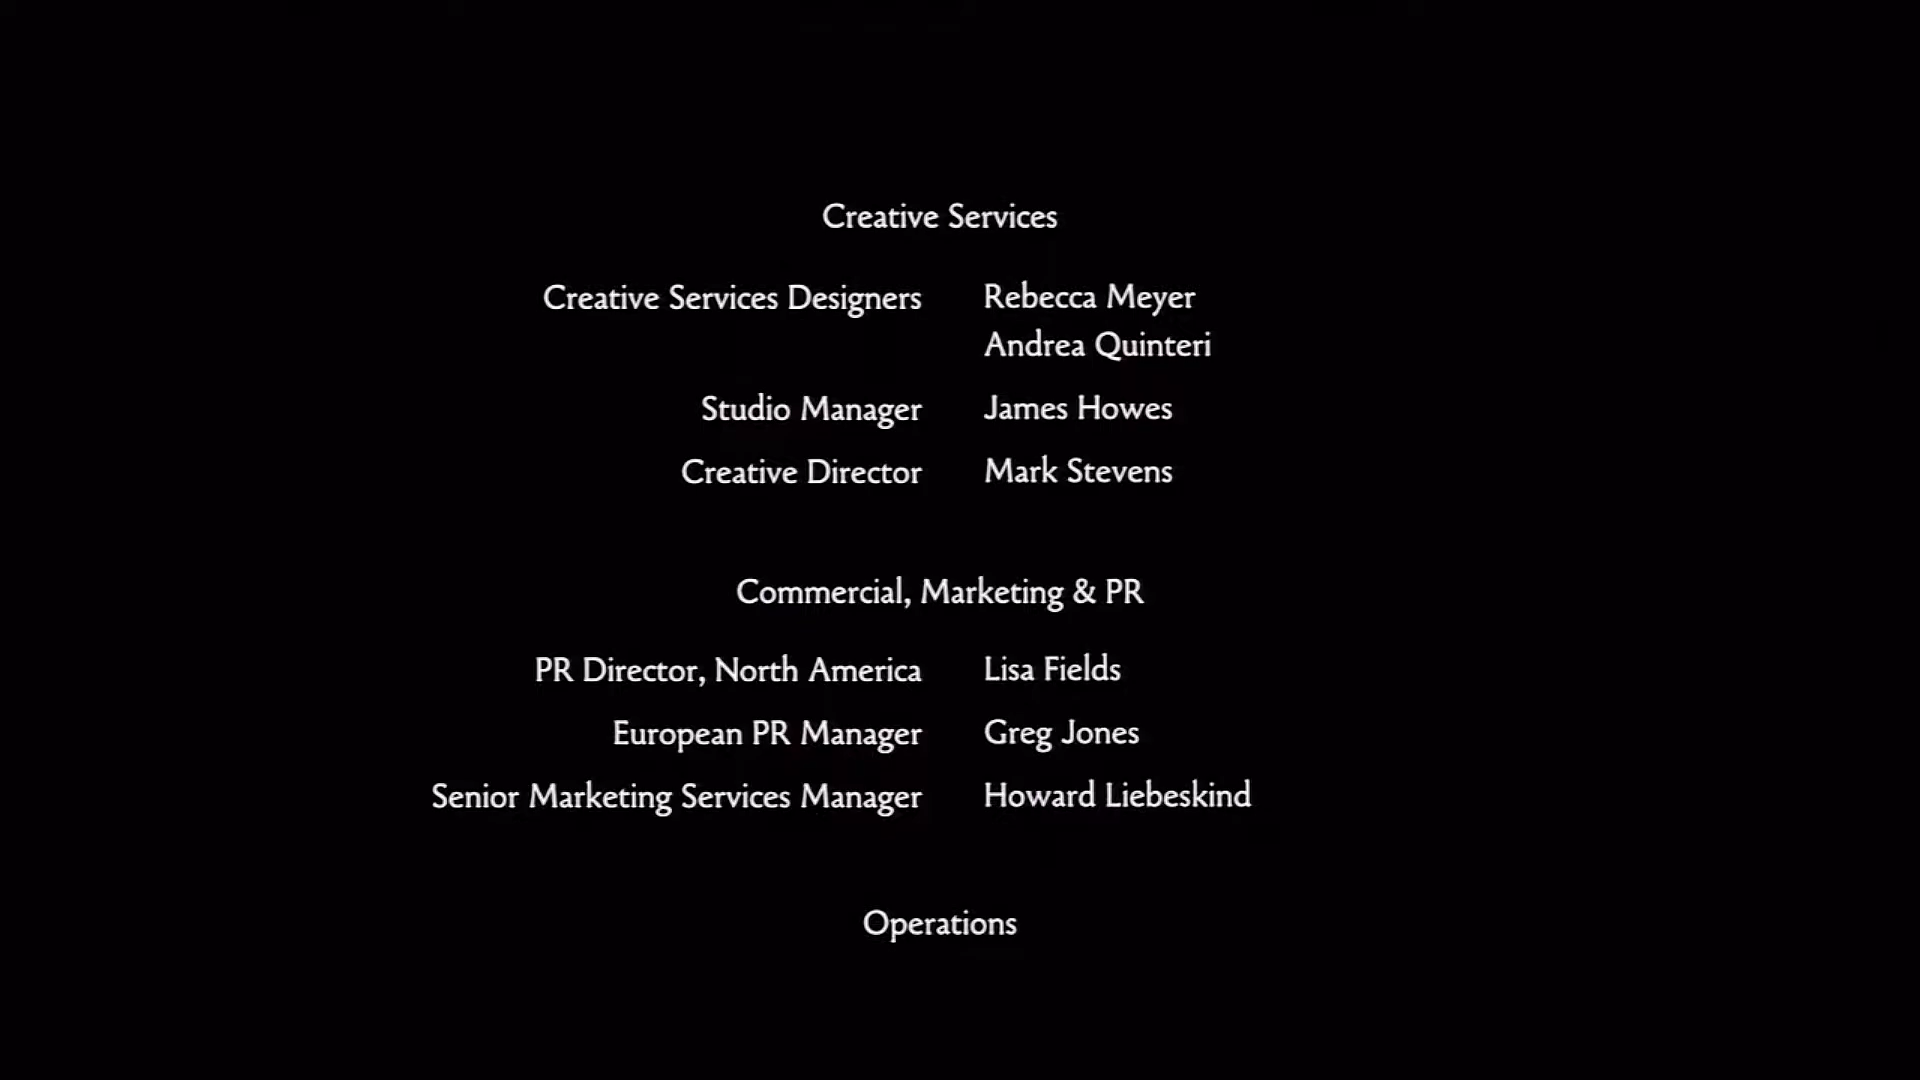 Creative Services
Creative Services Designers Rebecca Meyer
Andrea Quinteri
Studio Manager James Howes
Creative Director Mark Stevens
Commercial, Marketing & PR
PR Director, North America Lisa Fields
European PR Manager Greg Jones
Senior Marketing Services Manager Howard Liebeskind
Operations